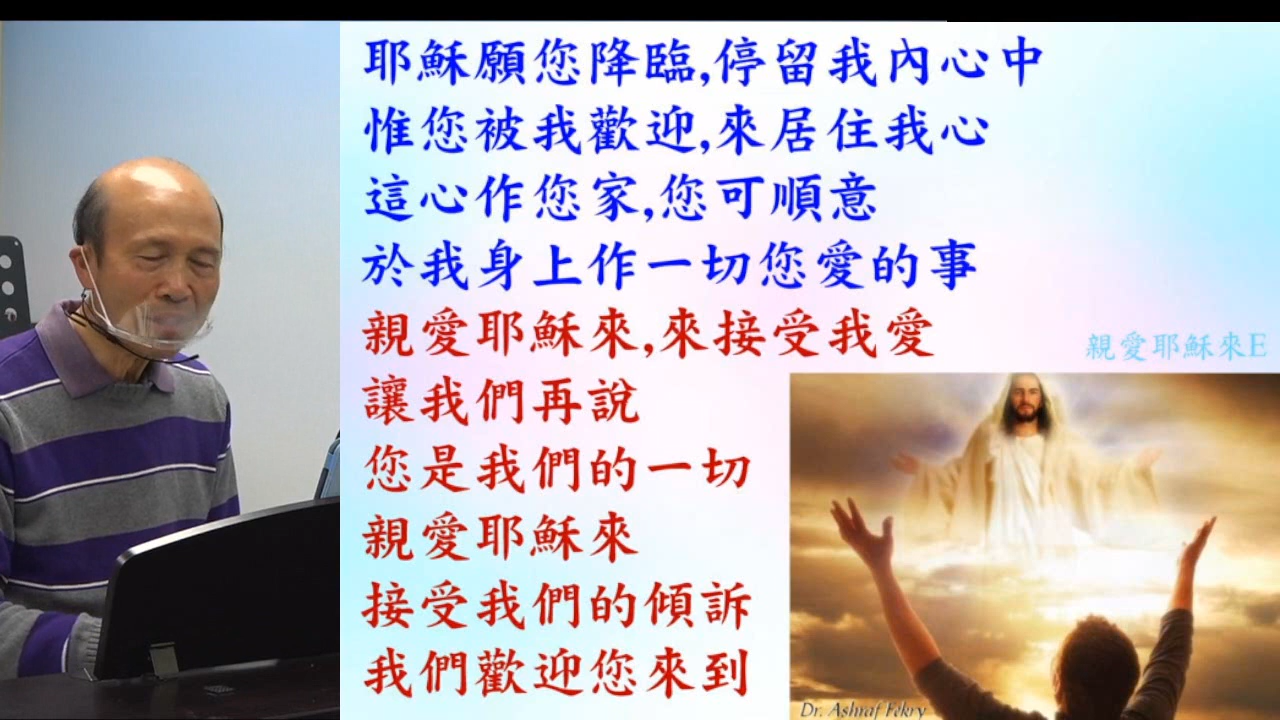 耶穌願您降臨,停留我內心中
惟您被我歡迎,來居住我心
這心作您家,您可順意
於我身上作一切您愛的事
親愛耶穌來,來接受我愛
讓我們再說
您是我們的一切
親愛耶穌來
接受我們的傾訴
我們歡迎您來到
親愛耶穌來E
Dr. Ashraf Fekry